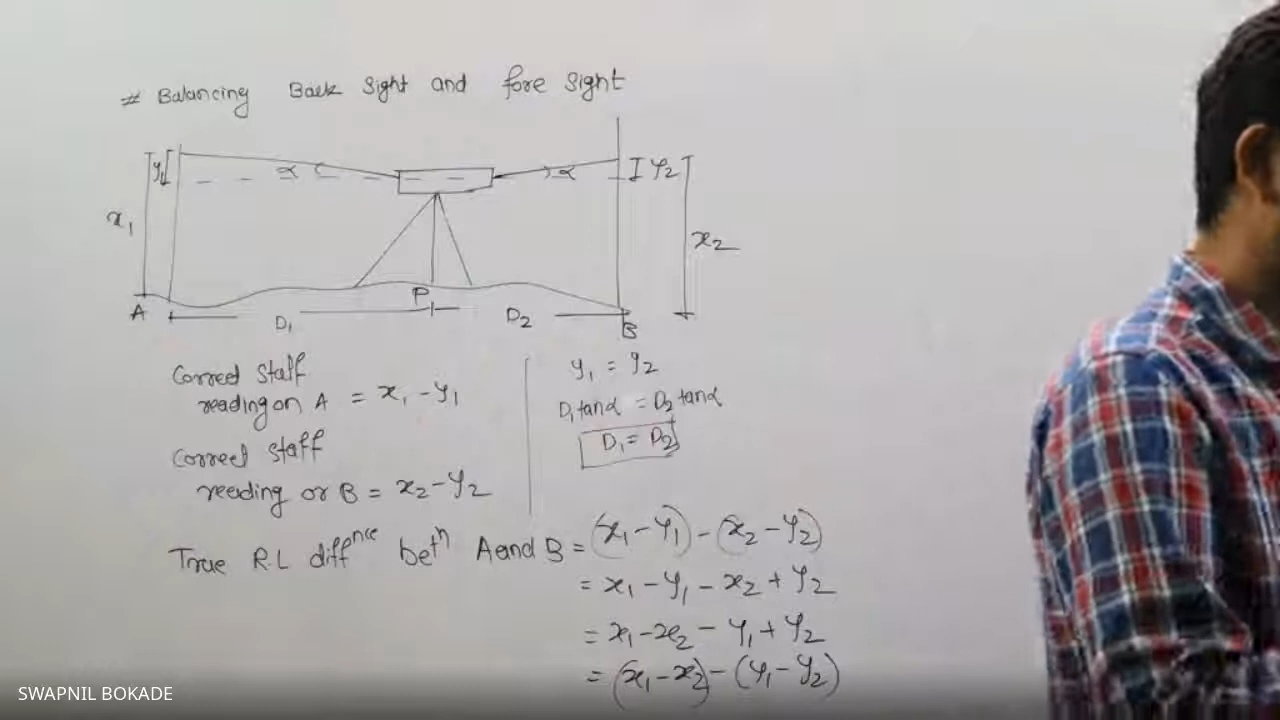 # Balancing Back Sight and fore Sight
y1
α
α
y2
x1
x2
A
P
B
D1
D2
Correct Staff
reading on A = x1 - y1
Correct Staff
reading or B = x2 - y2
y1 = y2
D1 tanα = D2 tanα
D1 = D2
True R.L diffnce betn A and B = (x1 - y1) - (x2 - y2)
= x1 - y1 - x2 + y2
= x1 - x2 - y1 + y2
= (x1 - x2) - (y1 - y2)
SWAPNIL BOKADE